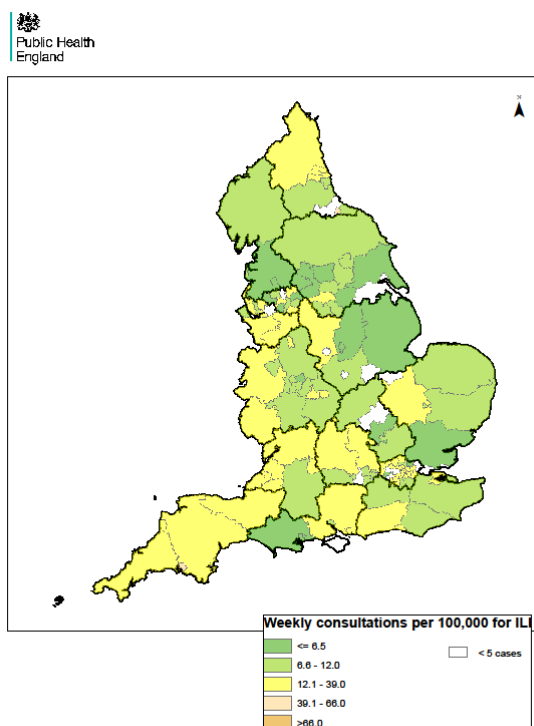 Public Health
England
N
Weekly consultations per 100,000 for ILI
<= 6.5
< 5 cases
6.6 - 12.0
12.1 - 39.0
39.1 - 66.0
>66.0